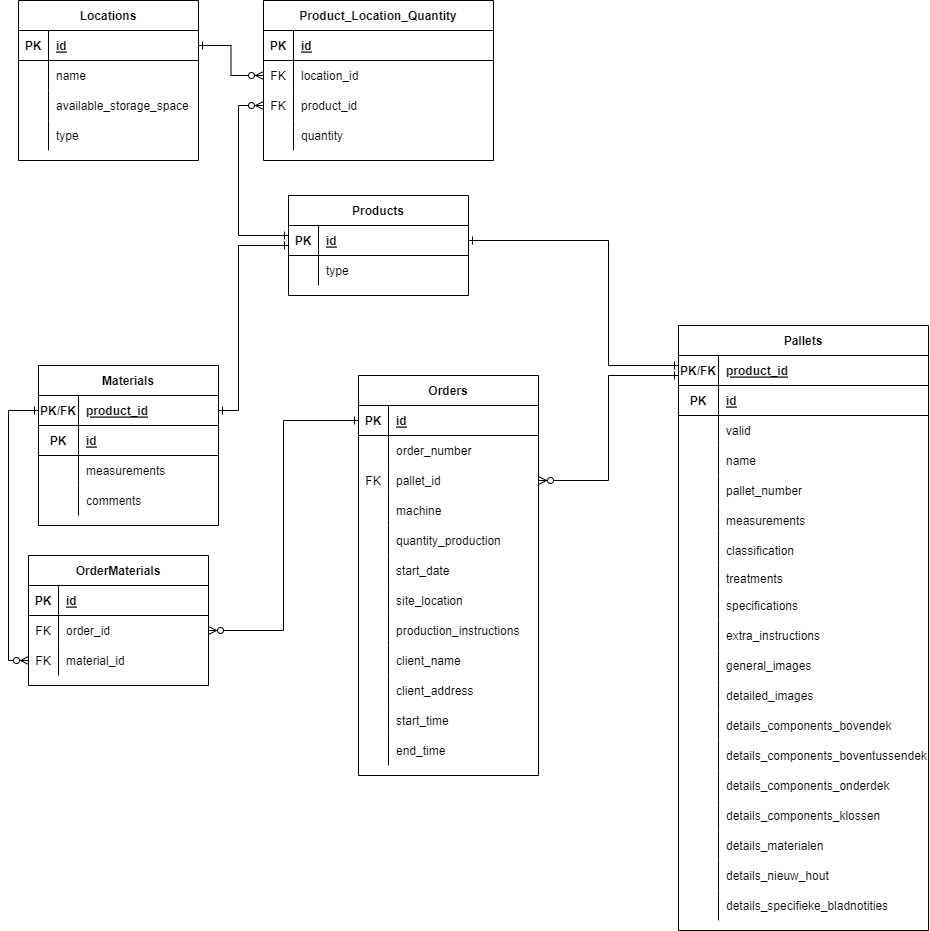 Locations
PK id
name
available_storage_space
type
Product_Location_Quantity
PK id
FK location_id
FK product_id
quantity
Products
PK id
type
Materials
PK/FK product_id
PK id
measurements
comments
OrderMaterials
PK id
FK order_id
FK material_id
Orders
PK id
order_number
FK pallet_id
machine
quantity_production
start_date
site_location
production_instructions
client_name
client_address
start_time
end_time
Pallets
PK/FK product_id
PK id
valid
name
pallet_number
measurements
classification
treatments
specifications
extra_instructions
general_images
detailed_images
details_components_bovendek
details_components_boventussendek
details_components_onderdek
details_components_klossen
details_materialen
details_nieuw_hout
details_specifieke_bladnotities